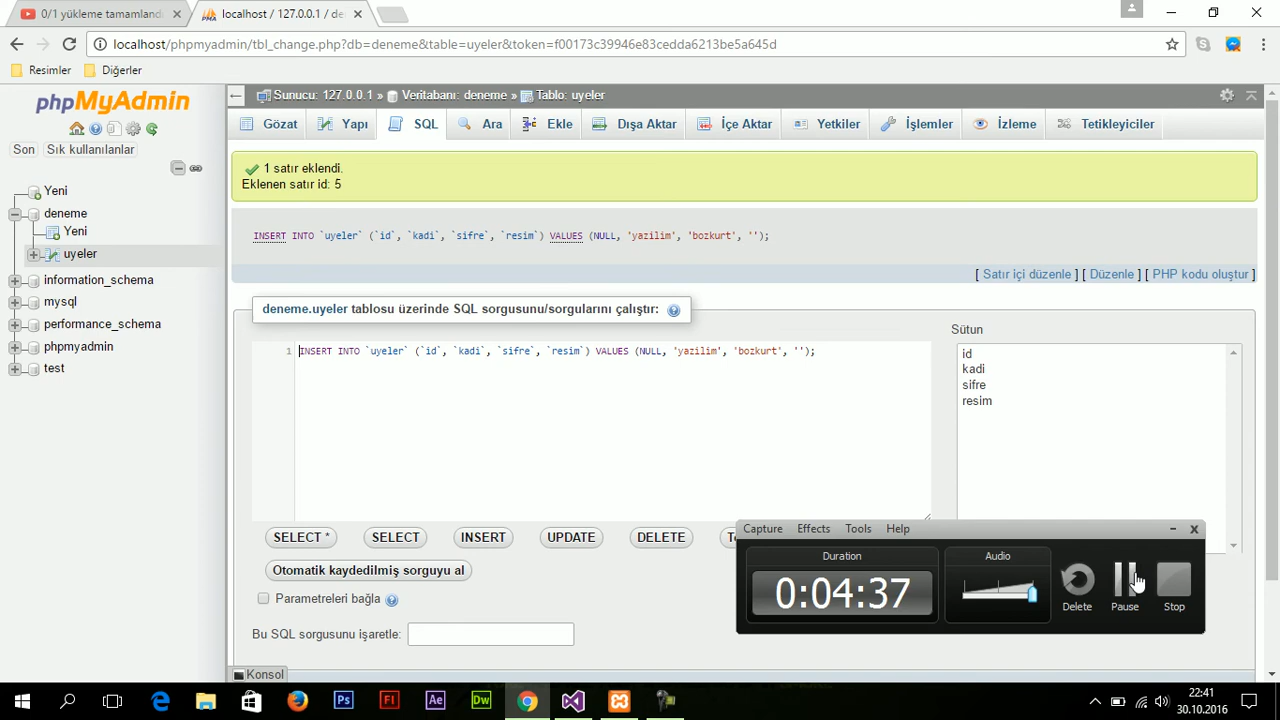 0/1 yükleme tamamland
localhost / 127.0.0.1 / de
localhost/phpmyadmin/tbl_change.php?db=deneme&table=uyeler&token=f00173c39946e83cedda6213be5a645d
Resimler
Diğerler
phpMyAdmin
Son
Sık kullanılanlar
Yeni
deneme
Yeni
uyeler
information_schema
mysql
performance_schema
phpmyadmin
test
Sunucu: 127.0.0.1 » Veritabanı: deneme » Tablo: uyeler
Gözat
Yapı
SQL
Ara
Ekle
Dışa Aktar
İçe Aktar
Yetkiler
İşlemler
İzleme
Tetikleyiciler
1 satır eklendi.
Eklenen satır id: 5
INSERT INTO `uyeler` (`id`, `kadi`, `sifre`, `resim`) VALUES (NULL, 'yazilim', 'bozkurt', '');
[ Satır içi düzenle ] [ Düzenle ] [ PHP kodu oluştur ]
deneme.uyeler tablosu üzerinde SQL sorgusunu/sorgularını çalıştır:
1 INSERT INTO `uyeler` (`id`, `kadi`, `sifre`, `resim`) VALUES (NULL, 'yazilim', 'bozkurt', '');
Sütun
id
kadi
sifre
resim
SELECT *
SELECT
INSERT
UPDATE
DELETE
Otomatik kaydedilmiş sorguyu al
Parametreleri bağla
Bu SQL sorgusunu işaretle:
Konsol
Capture
Effects
Tools
Help
Duration
0:04:37
Audio
Delete
Pause
Stop
Ps
Fl
Ae
Dw
22:41
30.10.2016